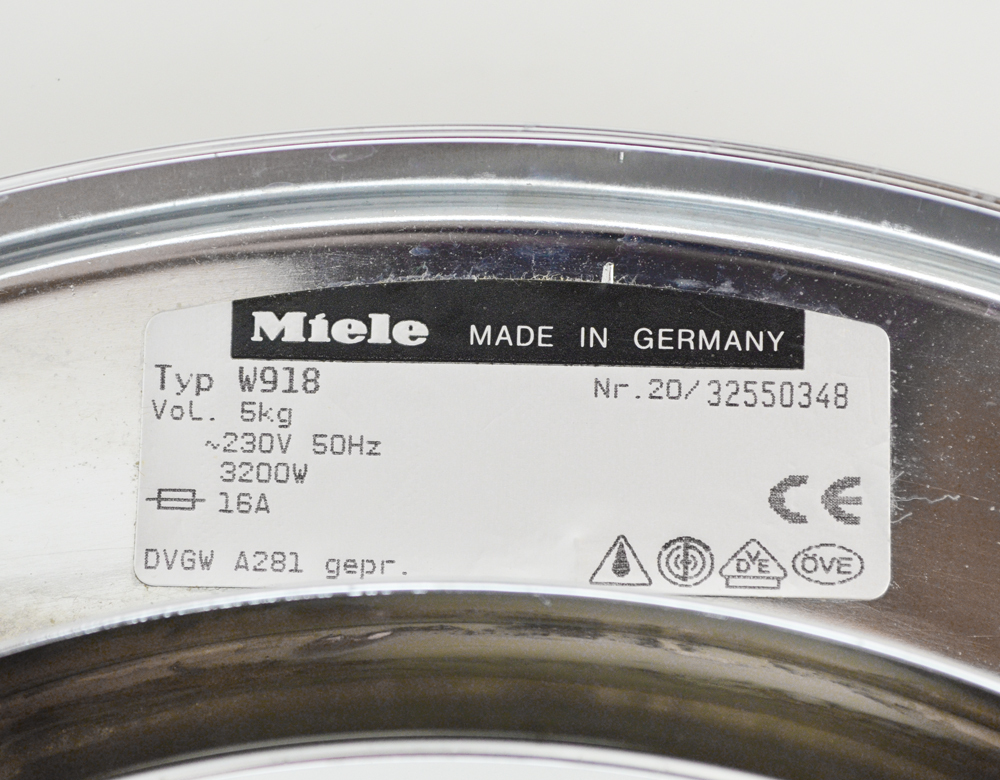 Miele MADE IN GERMANY
Typ W918 Nr.20/32550348
Vol. 5kg
~230V 50Hz
3200W
16A
CE
DVGW A281 gepr.
DVE ÖVE